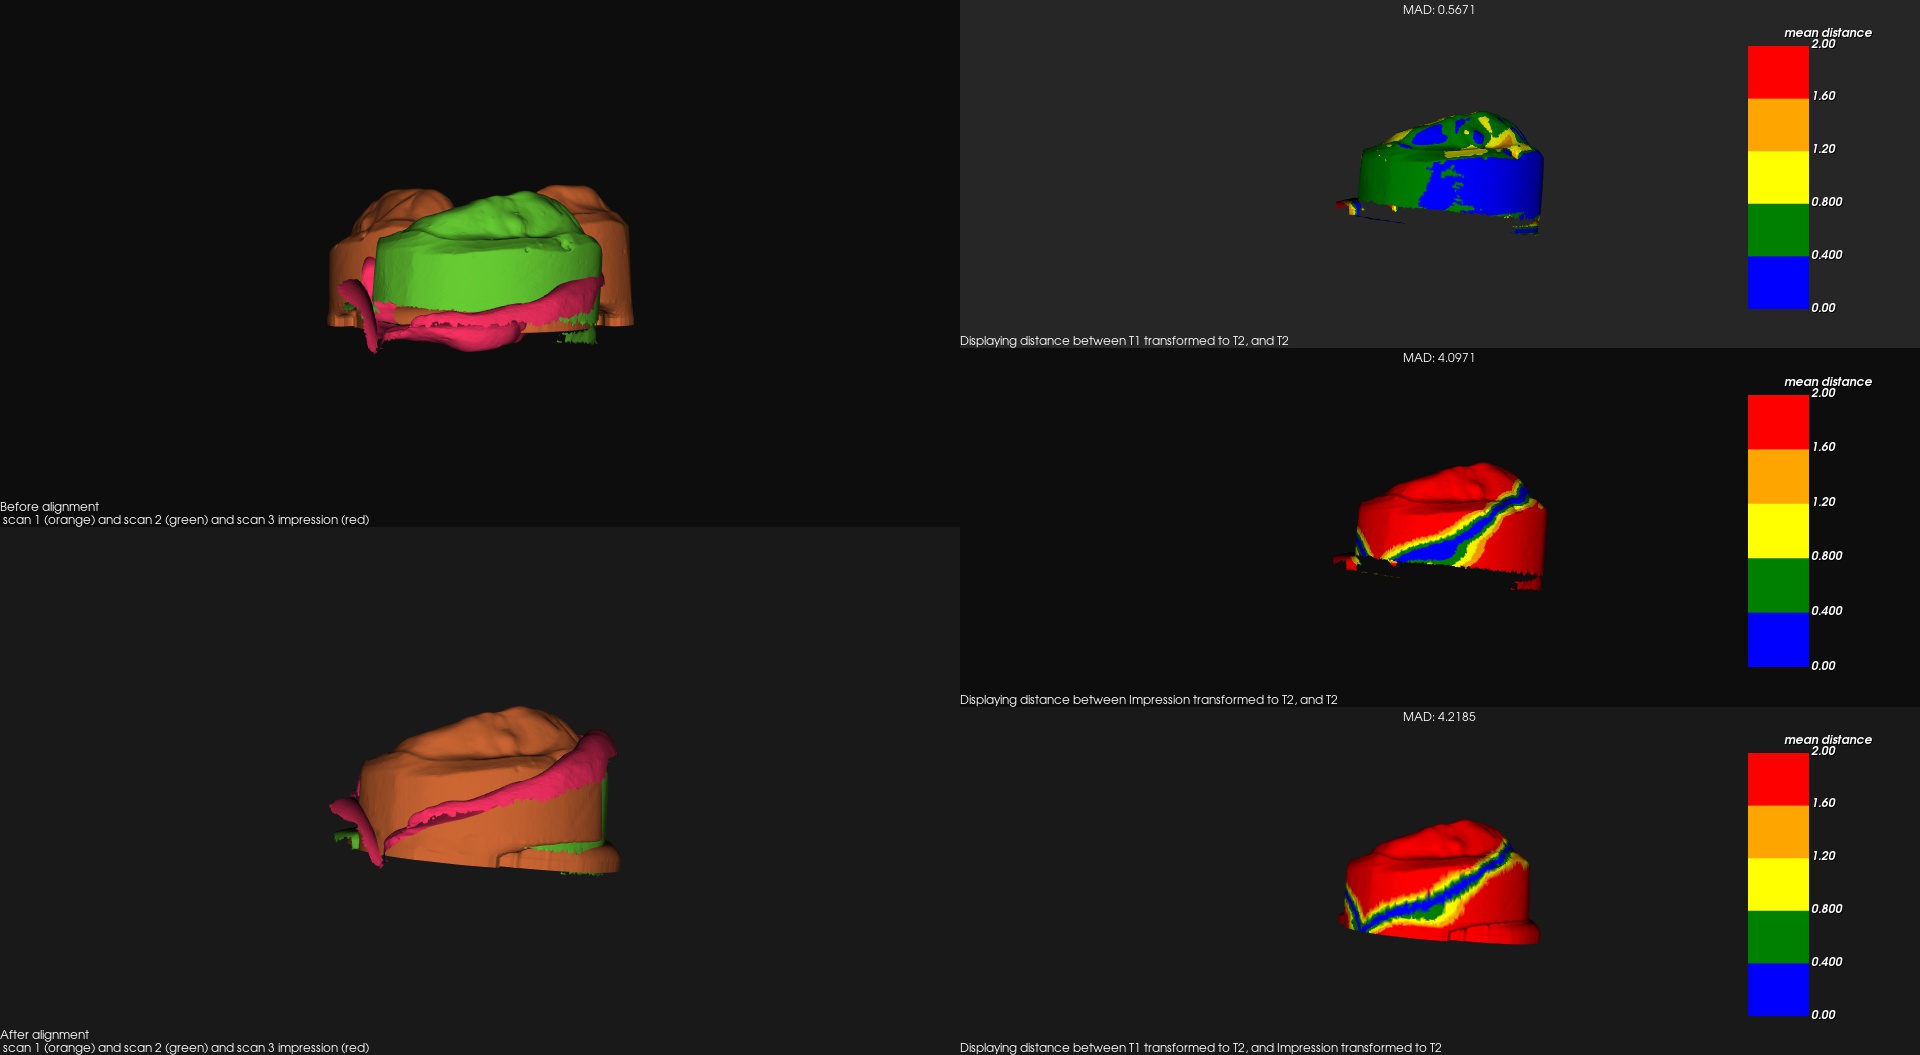 Before alignment
scan 1 (orange) and scan 2 (green) and scan 3 impression (red)
After alignment
scan 1 (orange) and scan 2 (green) and scan 3 impression (red)
MAD: 0.5671
mean distance
2.00
1.60
1.20
0.800
0.400
0.00
Displaying distance between T1 transformed to T2, and T2
MAD: 4.0971
mean distance
2.00
1.60
1.20
0.800
0.400
0.00
Displaying distance between Impression transformed to T2, and T2
MAD: 4.2185
mean distance
2.00
1.60
1.20
0.800
0.400
0.00
Displaying distance between T1 transformed to T2, and Impression transformed to T2